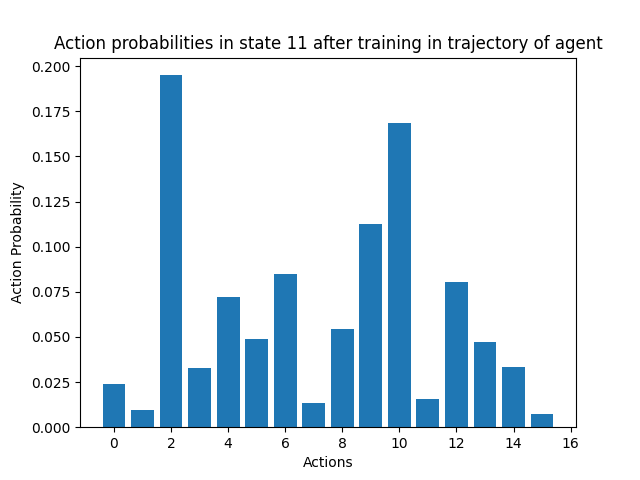 Action probabilities in state 11 after training in trajectory of agent
0.200
0.175
0.150
0.125
0.100
0.075
0.050
0.025
0.000
Action Probability
0 2 4 6 8 10 12 14 16
Actions